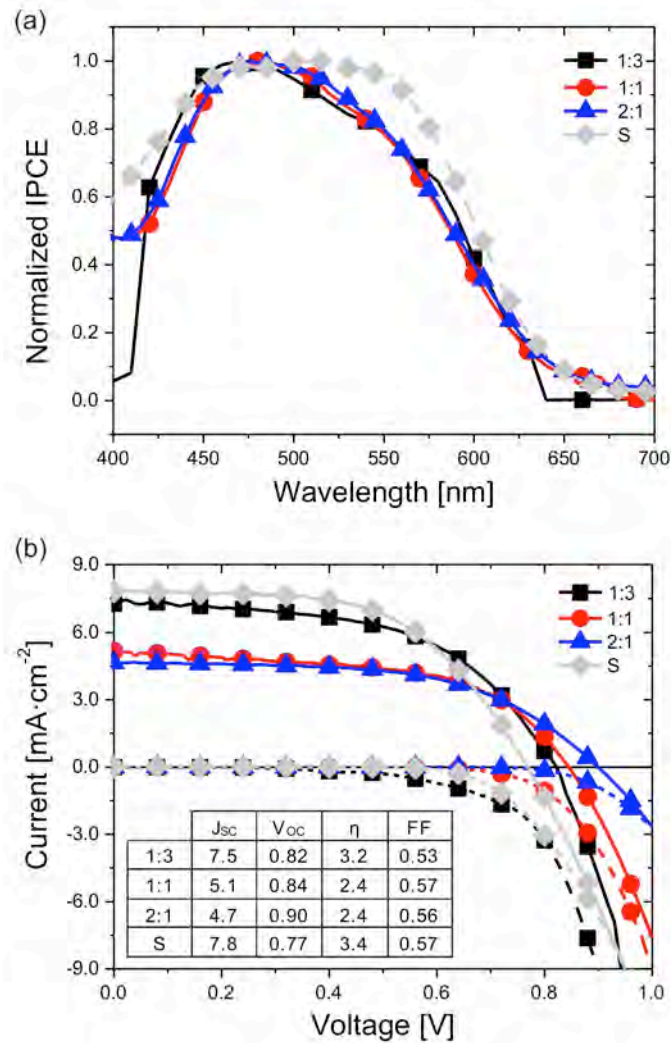 (a)
1.0
0.8
0.6
0.4
0.2
0.0
Normalized IPCE
1:3
1:1
2:1
S
400 450 500 550 600 650 700
Wavelength [nm]
(b)
9.0
6.0
3.0
0.0
-3.0
-6.0
-9.0
Current [mA·cm⁻²]
1:3
1:1
2:1
S
JSC VOC η FF
1:3 7.5 0.82 3.2 0.53
1:1 5.1 0.84 2.4 0.57
2:1 4.7 0.90 2.4 0.56
S 7.8 0.77 3.4 0.57
0.0 0.2 0.4 0.6 0.8 1.0
Voltage [V]